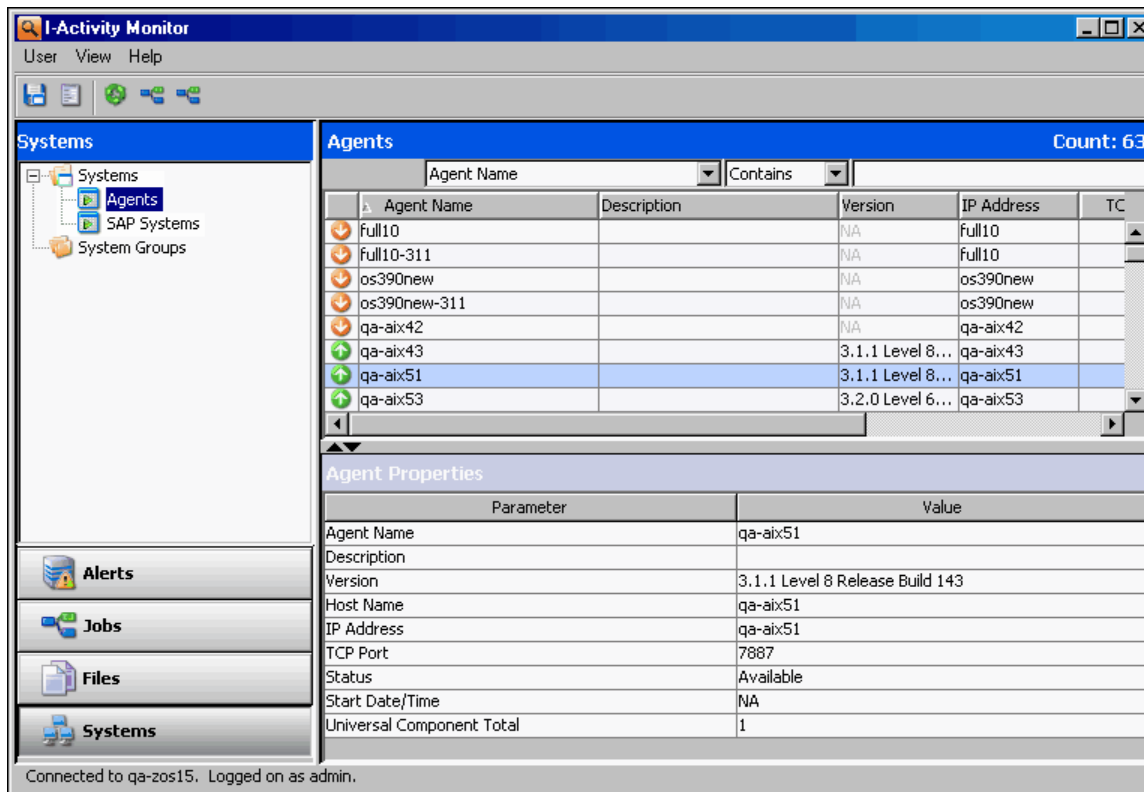 I-Activity Monitor
User View Help
Systems
Systems
Agents
SAP Systems
System Groups
Alerts
Jobs
Files
Systems
Agents Count: 63
Agent Name Contains
Agent Name Description Version IP Address TC
full10 NA full10
full10-311 NA full10
os390new NA os390new
os390new-311 NA os390new
qa-aix42 NA qa-aix42
qa-aix43 3.1.1 Level 8... qa-aix43
qa-aix51 3.1.1 Level 8... qa-aix51
qa-aix53 3.2.0 Level 6... qa-aix53
Agent Properties
Parameter Value
Agent Name qa-aix51
Description
Version 3.1.1 Level 8 Release Build 143
Host Name qa-aix51
IP Address qa-aix51
TCP Port 7887
Status Available
Start Date/Time NA
Universal Component Total 1
Connected to qa-zos15. Logged on as admin.